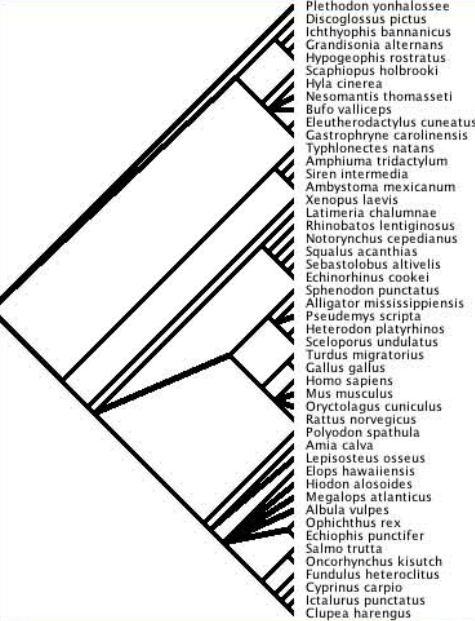 Plethodon yonhalossee
Discoglossus pictus
Ichthyophis bannanicus
Grandisonia alternans
Hypogeophis rostratus
Scaphiopus holbrooki
Hyla cinerea
Nesomantis thomasseti
Bufo valliceps
Eleutherodactylus cuneatus
Gastrophryne carolinensis
Typhlonectes natans
Amphiuma tridactylum
Siren intermedia
Ambystoma mexicanum
Xenopus laevis
Latimeria chalumnae
Rhinobatos lentiginosus
Notorynchus cepedianus
Squalus acanthias
Sebastolobus altivelis
Echinorhinus cookei
Sphenodon punctatus
Alligator mississippiensis
Pseudemys scripta
Heterodon platyrhinos
Sceloporus undulatus
Turdus migratorius
Gallus gallus
Homo sapiens
Mus musculus
Oryctolagus cuniculus
Rattus norvegicus
Polyodon spathula
Amia calva
Lepisosteus osseus
Elops hawaiiensis
Hiodon alosoides
Megalops atlanticus
Albula vulpes
Ophichthus rex
Echiophis punctifer
Salmo trutta
Oncorhynchus kisutch
Fundulus heteroclitus
Cyprinus carpio
Ictalurus punctatus
Clupea harengus